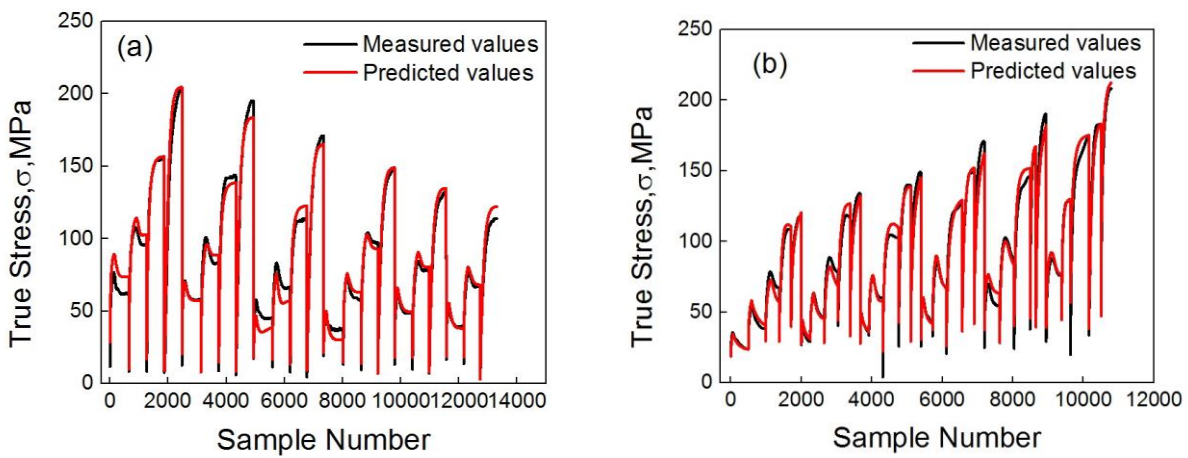 (a)
Measured values
Predicted values
True Stress,σ,MPa
250
200
150
100
50
0
0 2000 4000 6000 8000 10000 12000 14000
Sample Number
(b)
Measured values
Predicted values
True Stress,σ,MPa
250
200
150
100
50
0
0 2000 4000 6000 8000 10000 12000
Sample Number